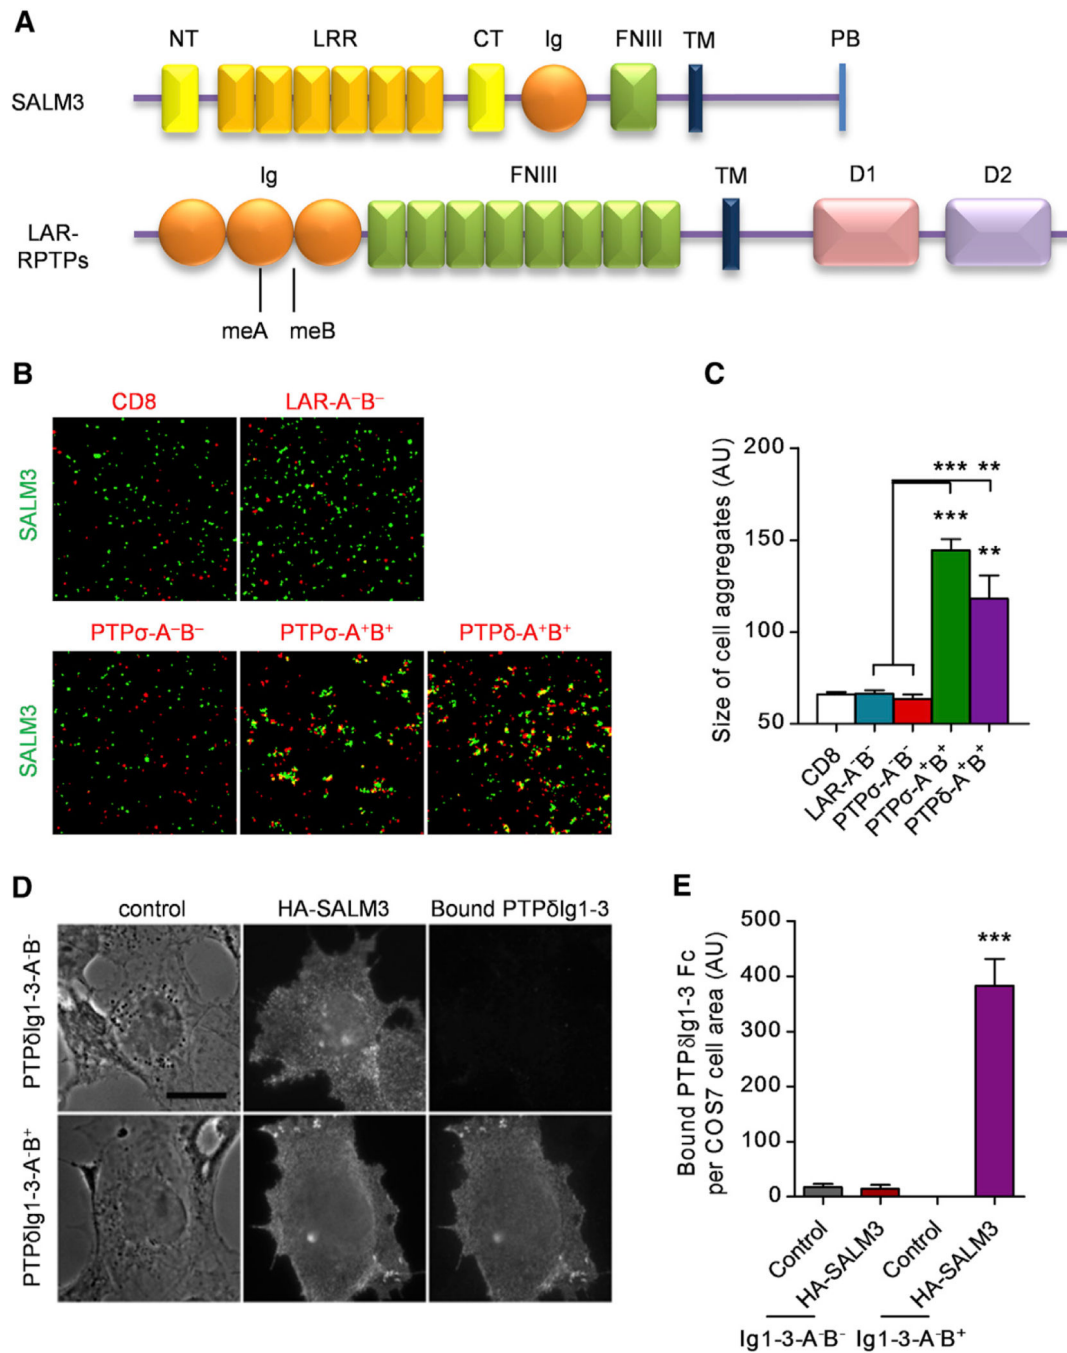 A
NT LRR CT Ig FNIII TM PB
SALM3
Ig FNIII TM D1 D2
LAR-
RPTPs
meA meB
B
CD8 LAR-A⁻B⁻
SALM3
PTPσ-A⁻B⁻ PTPσ-A⁺B⁺ PTPδ-A⁺B⁺
SALM3
C
Size of cell aggregates (AU)
200
150
100
50
*** **
***
**
CD8
LAR-A⁻B⁻
PTPσ-A⁻B⁻
PTPσ-A⁺B⁺
PTPδ-A⁺B⁺
D
control HA-SALM3 Bound PTPδIg1-3
PTPδIg1-3-A⁻B⁻
PTPδIg1-3-A⁻B⁺
E
Bound PTPδIg1-3 Fc
per COS7 cell area (AU)
500
400
300
200
100
0
***
Control
HA-SALM3
Control
HA-SALM3
Ig1-3-A⁻B⁻ Ig1-3-A⁻B⁺